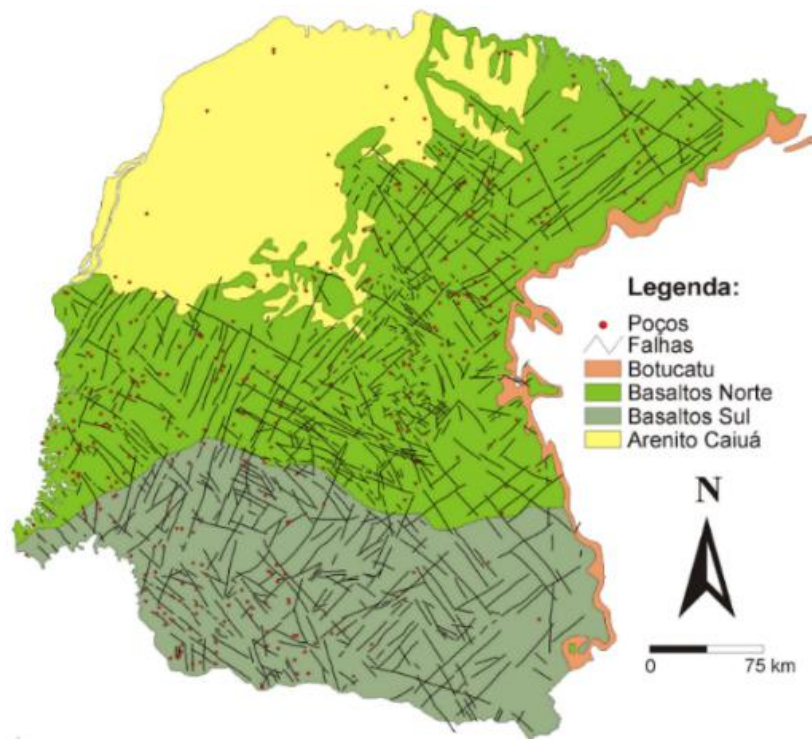 Legenda:
Poços
Falhas
Botucatu
Basaltos Norte
Basaltos Sul
Arenito Caiuá
N
0 75 km